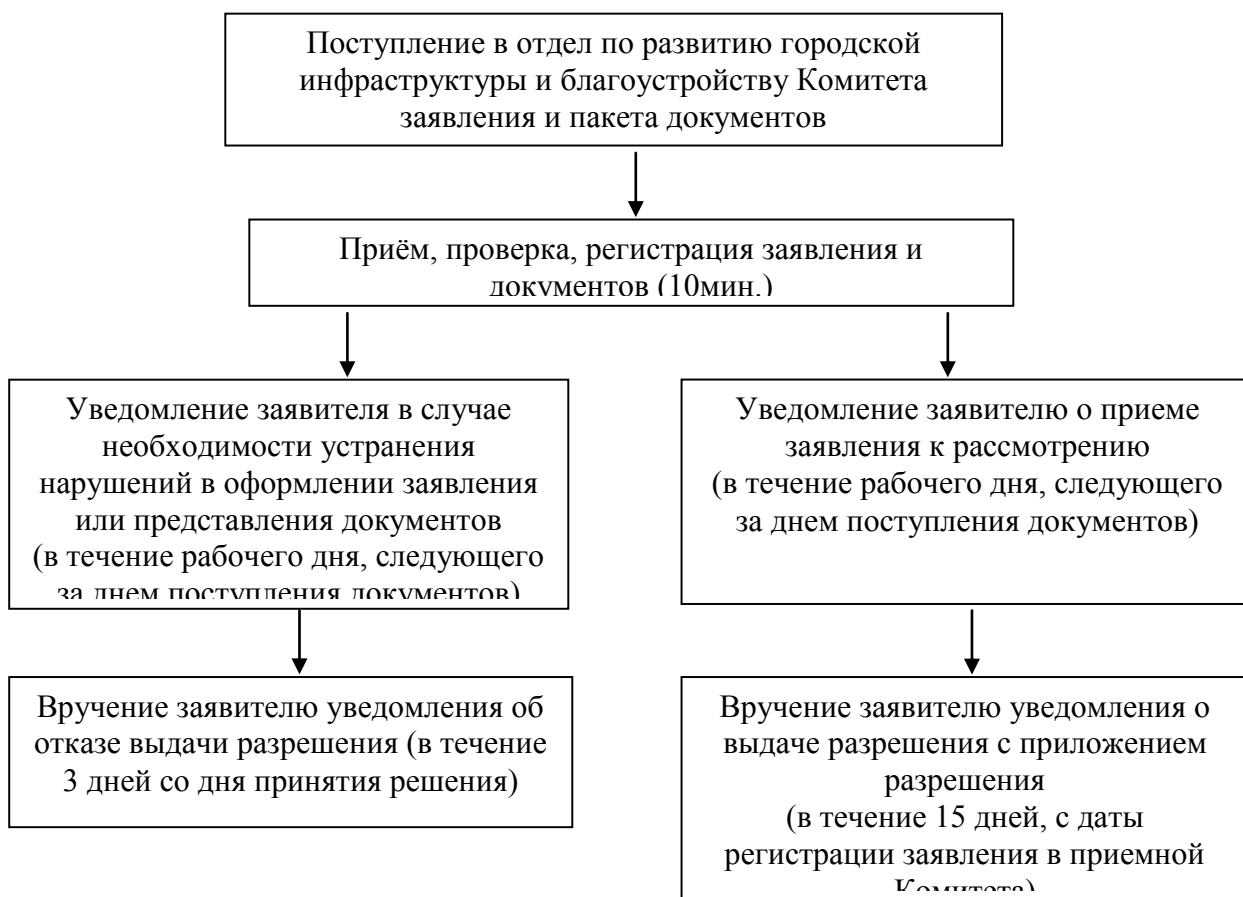 Поступление в отдел по развитию городской
инфраструктуры и благоустройству Комитета
заявления и пакета документов
Приём, проверка, регистрация заявления и
документов (10мин.)
Уведомление заявителя в случае
необходимости устранения
нарушений в оформлении заявления
или представления документов
(в течение рабочего дня, следующего
за днем поступления документов)
Уведомление заявителю о приеме
заявления к рассмотрению
(в течение рабочего дня, следующего
за днем поступления документов)
Вручение заявителю уведомления об
отказе выдачи разрешения (в течение
3 дней со дня принятия решения)
Вручение заявителю уведомления о
выдаче разрешения с приложением
разрешения
(в течение 15 дней, с даты
регистрации заявления в приемной
Комитета)